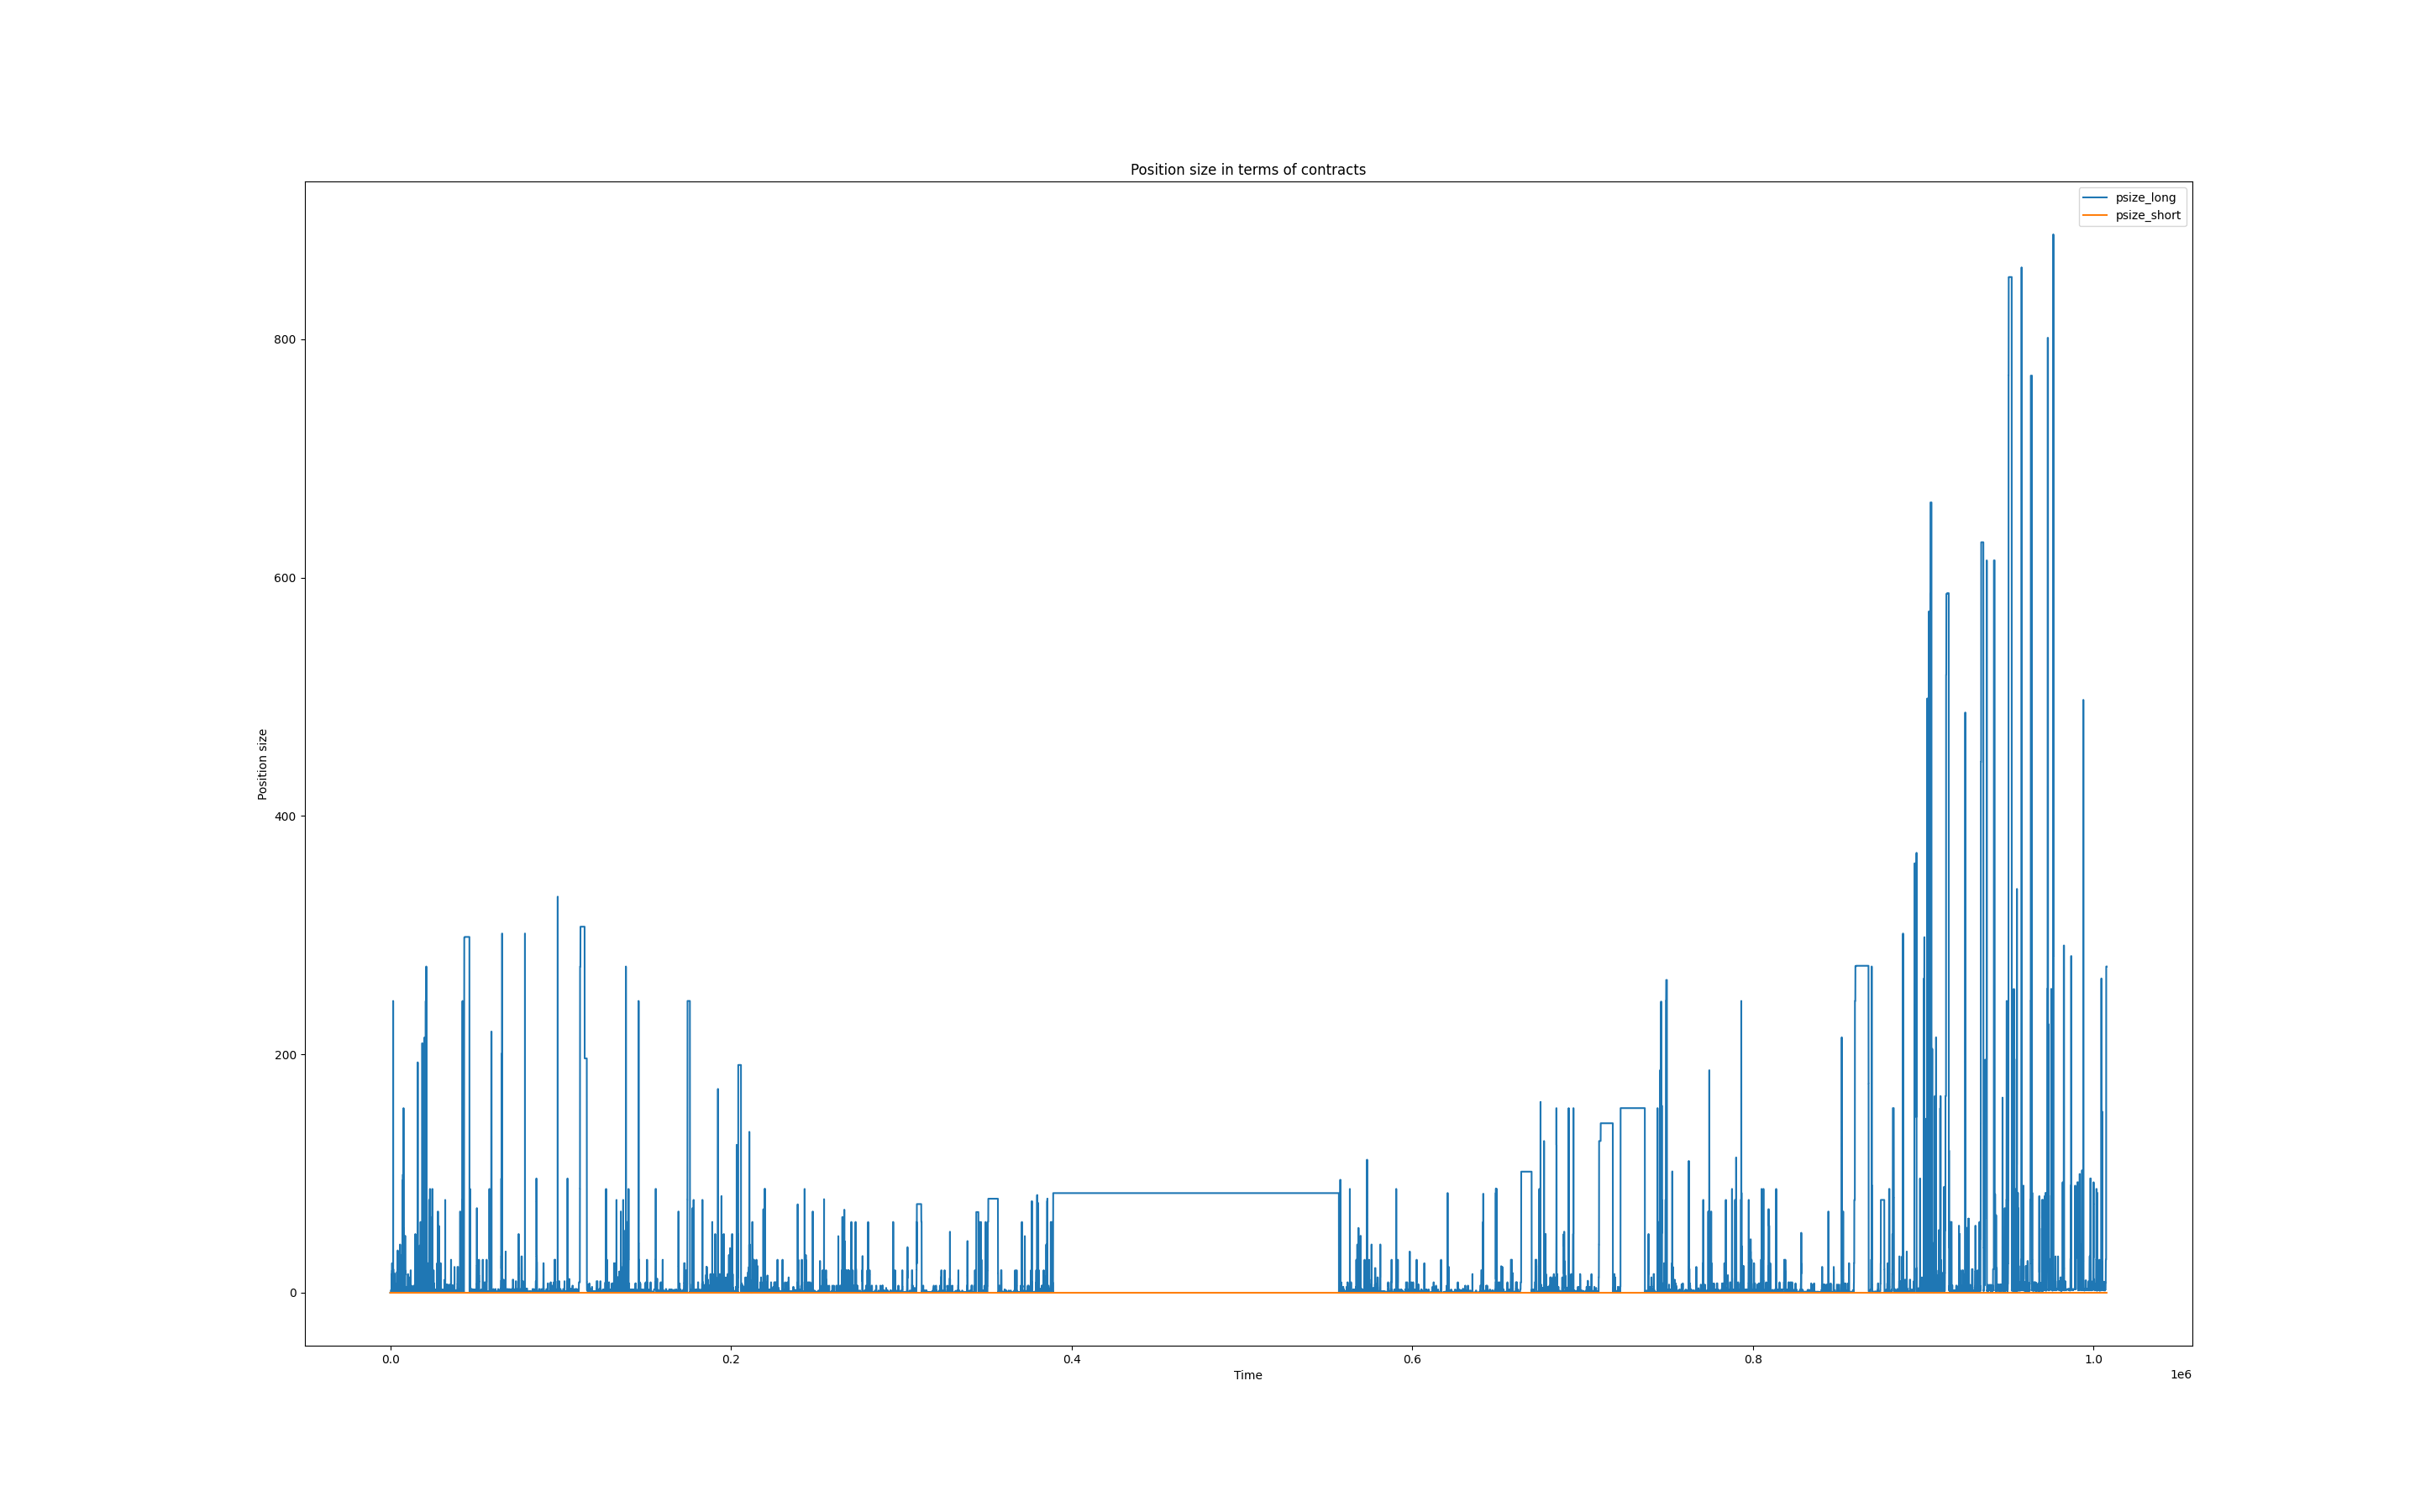 Position size in terms of contracts
psize_long
psize_short
800
600
400
200
0
Position size
0.0 0.2 0.4 0.6 0.8 1.0
1e6
Time